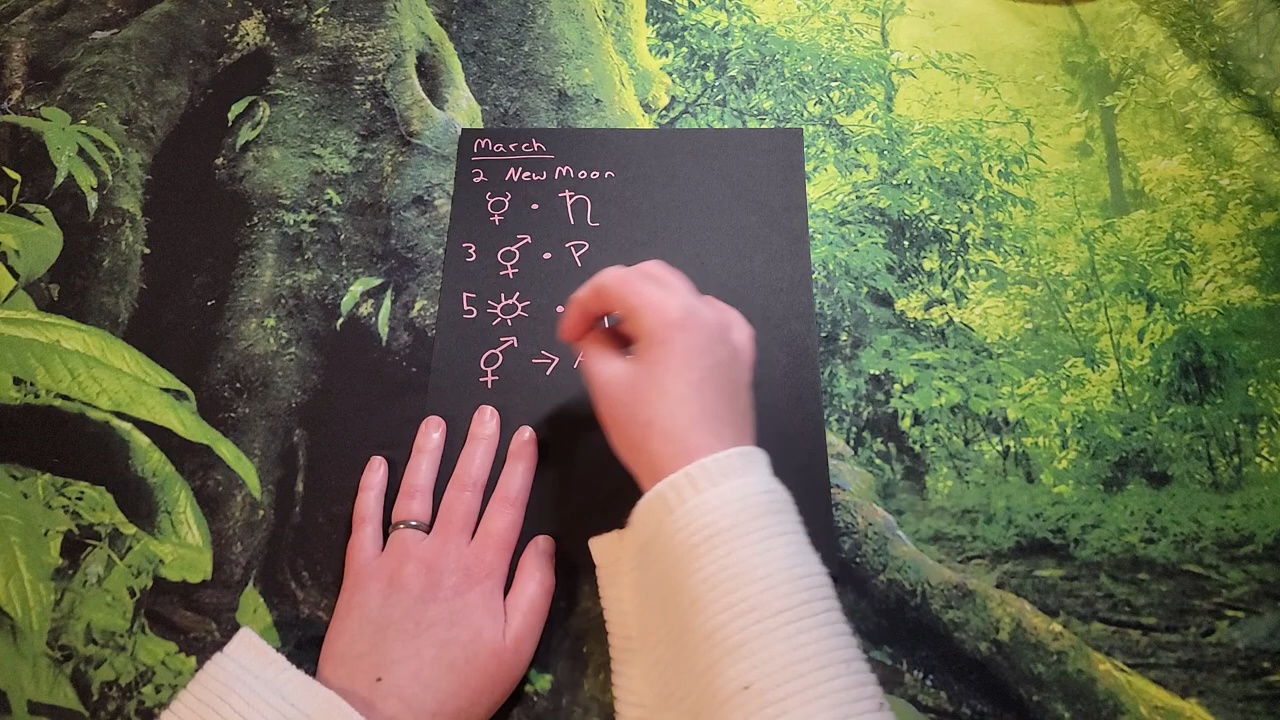 March
2 New Moon
☿ · ♄
3 ⚥ · P
5 ☼ ·
⚥ →